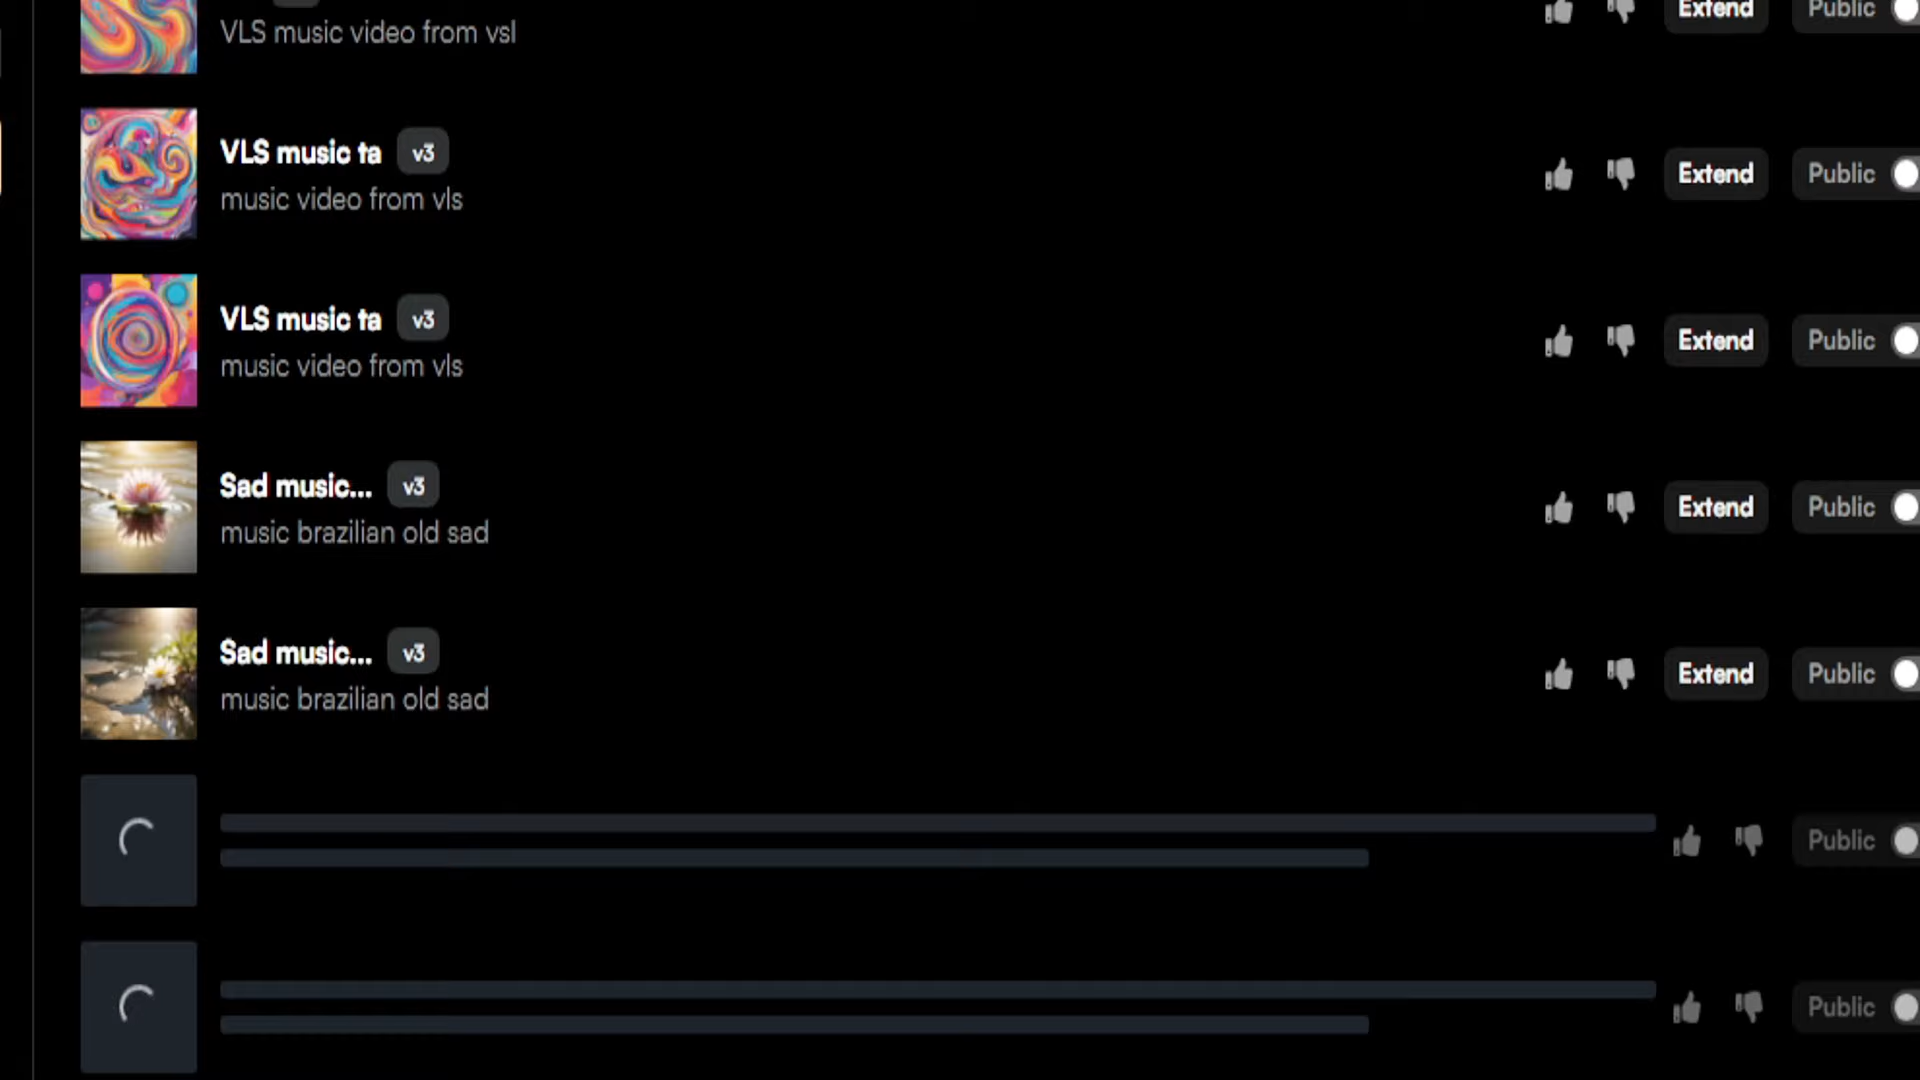 VLS music video from vsl
Extend
Public
VLS music ta v3
music video from vls
Extend
Public
VLS music ta v3
music video from vls
Extend
Public
Sad music... v3
music brazilian old sad
Extend
Public
Sad music... v3
music brazilian old sad
Extend
Public
Public
Public